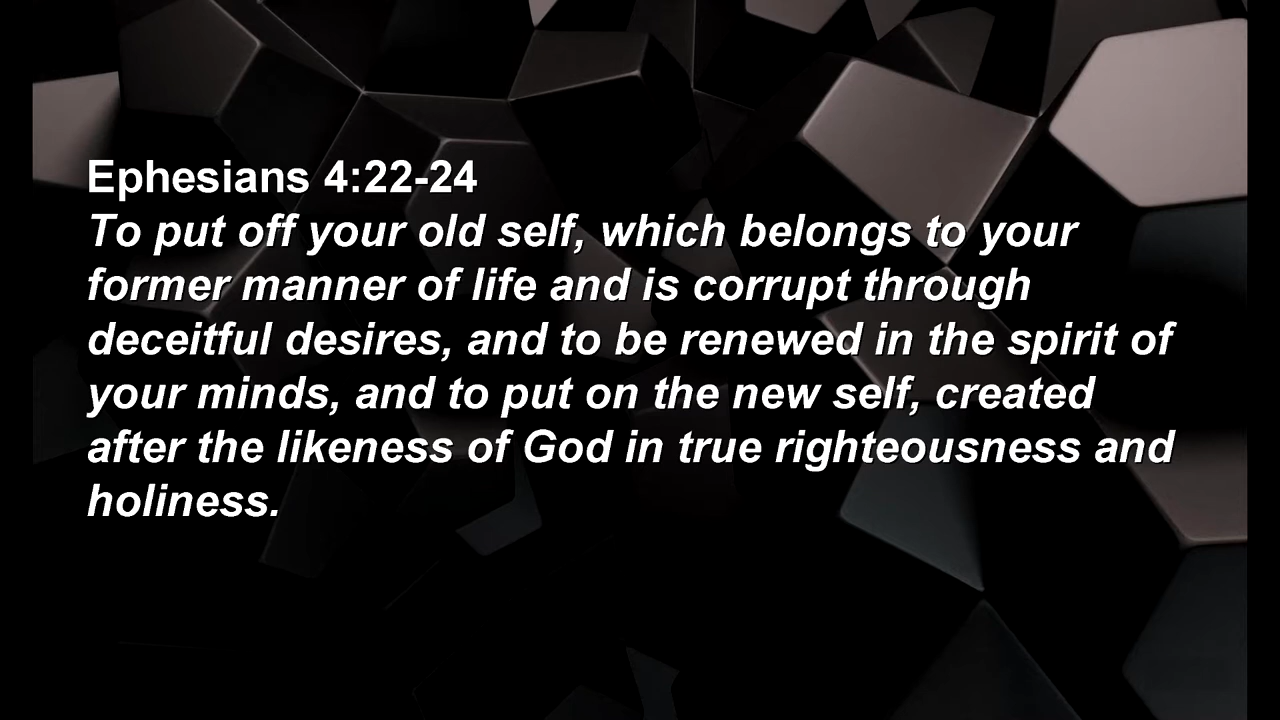 Ephesians 4:22-24
To put off your old self, which belongs to your
former manner of life and is corrupt through
deceitful desires, and to be renewed in the spirit of
your minds, and to put on the new self, created
after the likeness of God in true righteousness and
holiness.